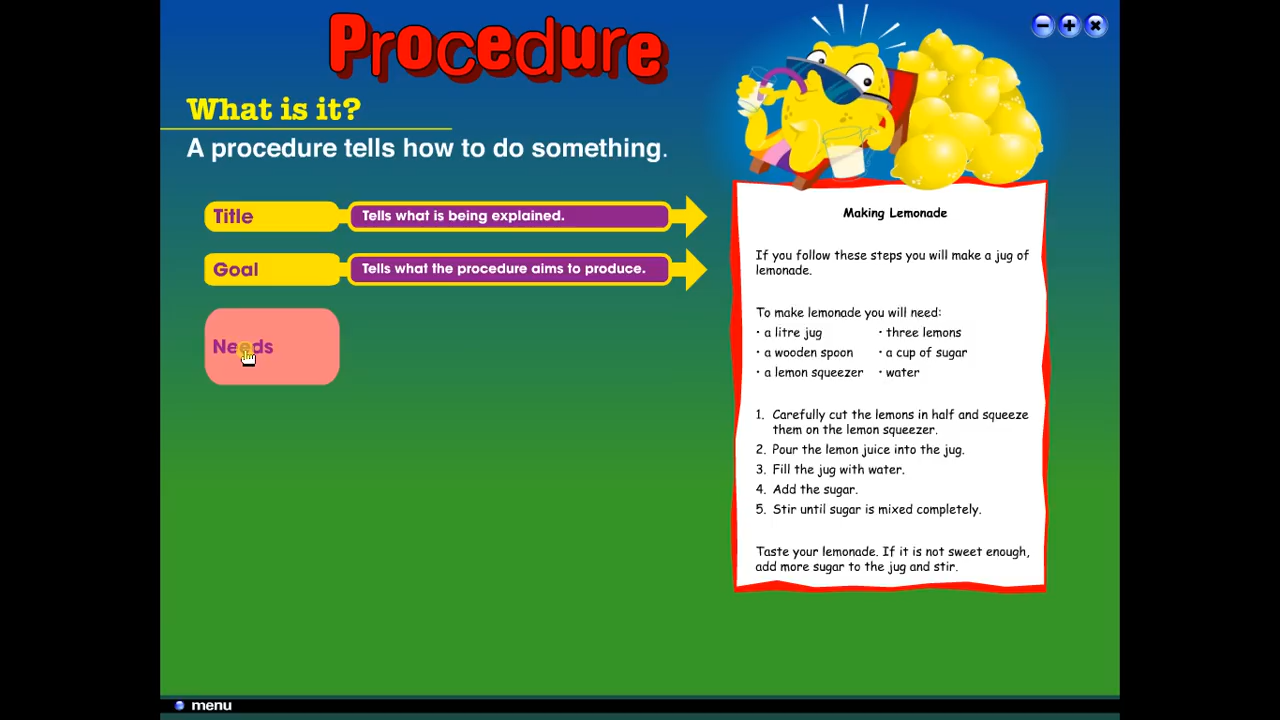 Procedure
What is it?
A procedure tells how to do something.
Title
Tells what is being explained.
Goal
Tells what the procedure aims to produce.
Needs
Making Lemonade
If you follow these steps you will make a jug of
lemonade.
To make lemonade you will need:
• a litre jug • three lemons
• a wooden spoon • a cup of sugar
• a lemon squeezer • water
1. Carefully cut the lemons in half and squeeze
them on the lemon squeezer.
2. Pour the lemon juice into the jug.
3. Fill the jug with water.
4. Add the sugar.
5. Stir until sugar is mixed completely.
Taste your lemonade. If it is not sweet enough,
add more sugar to the jug and stir.
menu